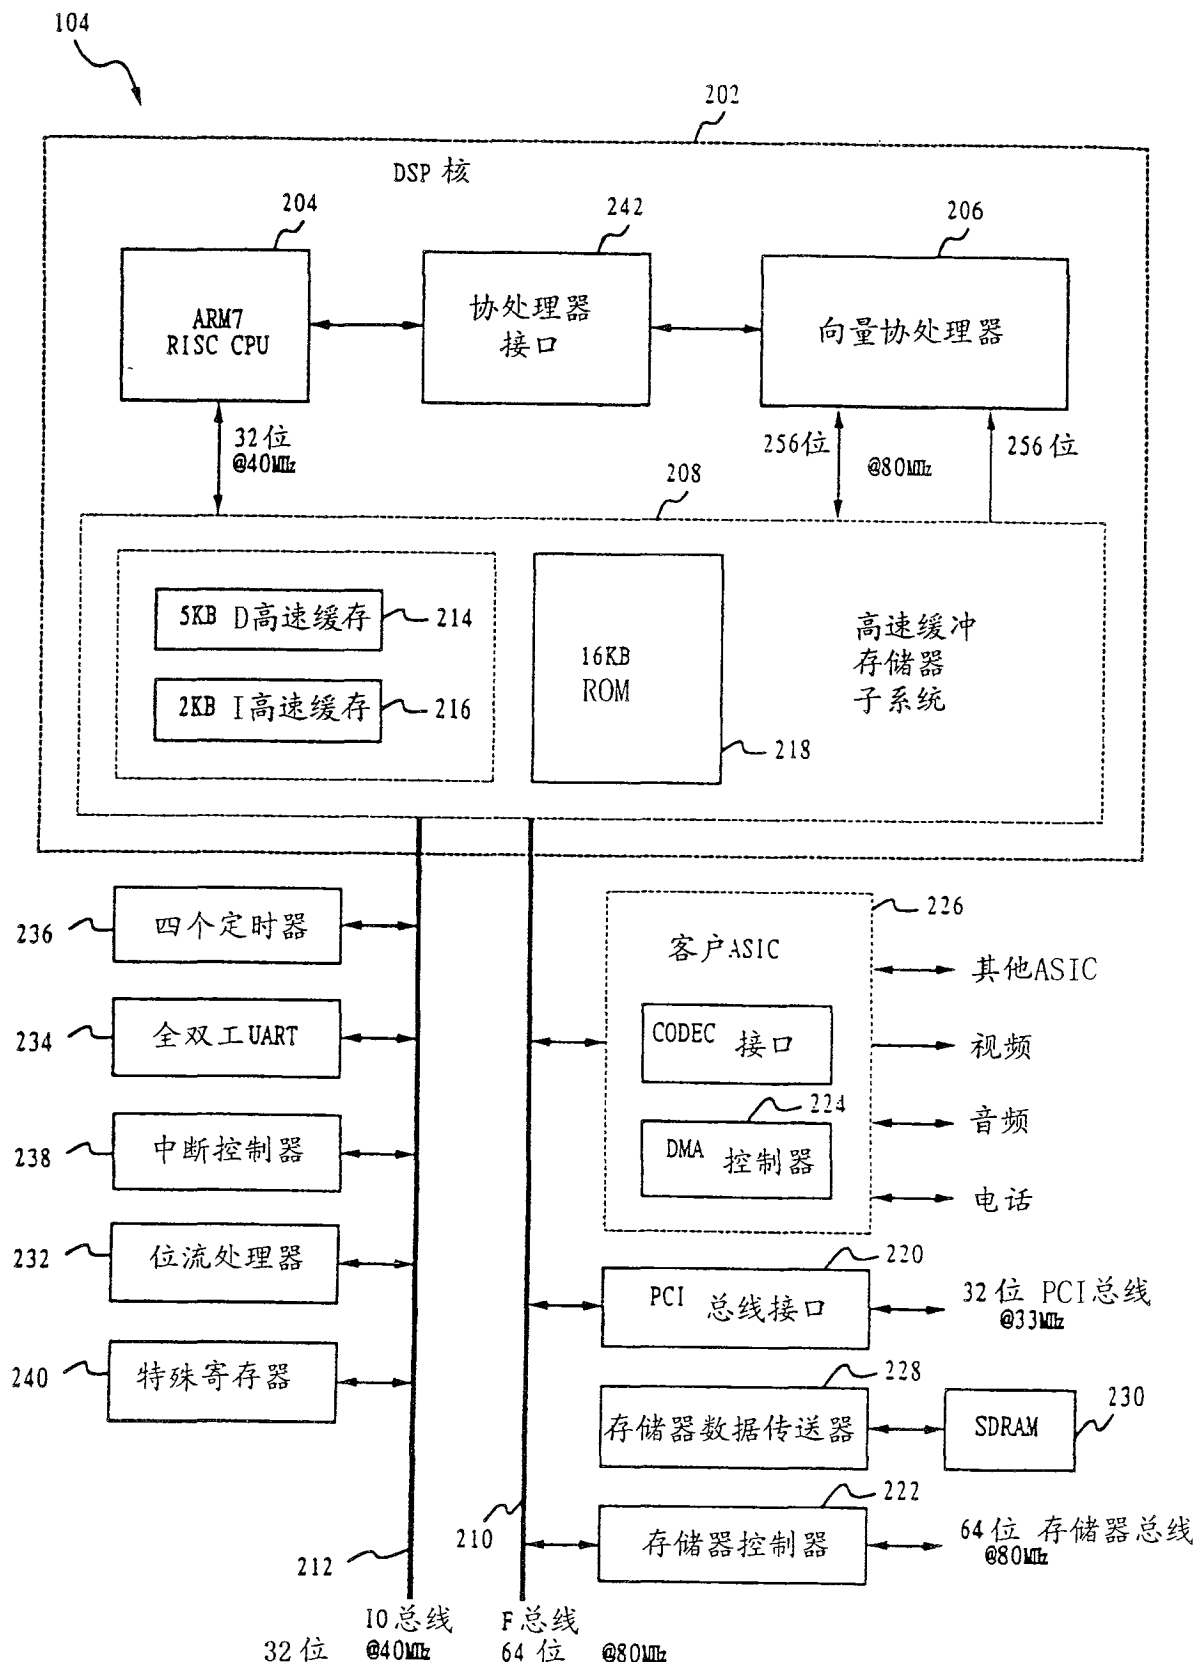 104
202
DSP 核
204
242
206
ARM7
RISC CPU
协处理器
接口
向量协处理器
32位
@40MHz
256位
@80MHz
256位
208
5KB D高速缓存
214
2KB I高速缓存
216
16KB
ROM
218
高速缓冲
存储器
子系统
236
四个定时器
234
全双工UART
238
中断控制器
232
位流处理器
240
特殊寄存器
226
客户ASIC
CODEC 接口
224
DMA 控制器
其他ASIC
视频
音频
电话
220
PCI 总线接口
32位 PCI总线
@33MHz
228
存储器数据传送器
SDRAM
230
222
存储器控制器
64位 存储器总线
@80MHz
212
210
IO总线
32位 @40MHz
F总线
64位 @80MHz